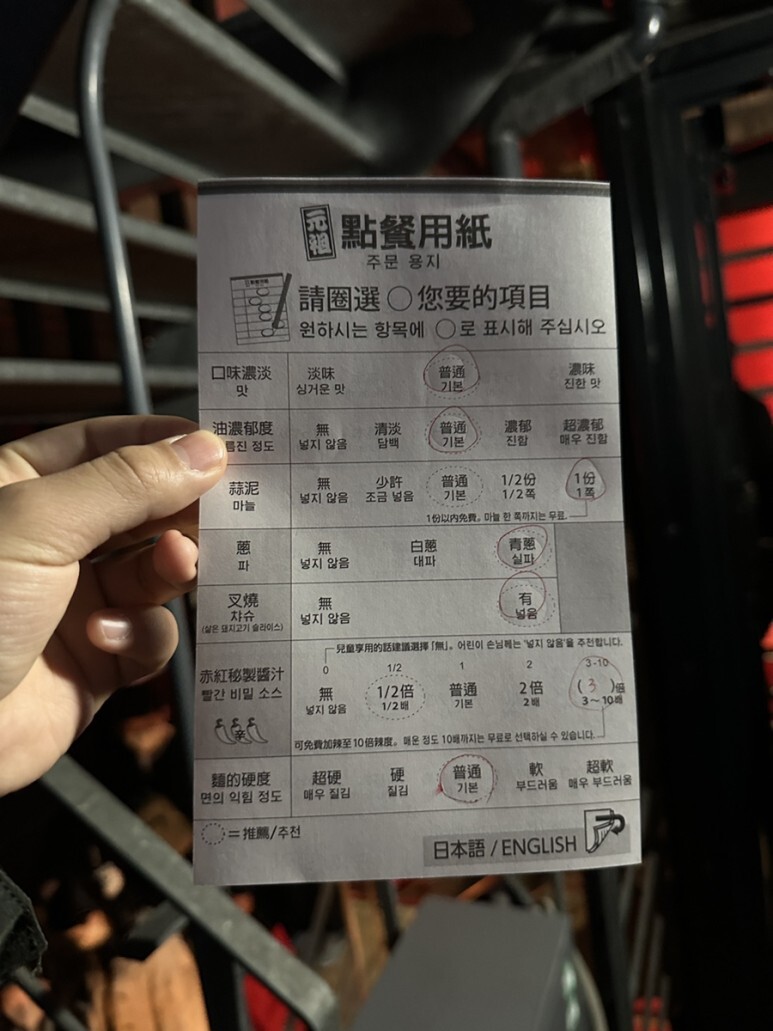 元祖 點餐用紙
주문 용지
請圈選 ○ 您要的項目
원하시는 항목에 ○로 표시해 주십시오
口味濃淡 淡味 普通 濃味
맛 싱거운 맛 기본 진한 맛
油濃郁度 無 清淡 普通 濃郁 超濃郁
름진 정도 넣지 않음 담백 기본 진함 매우 진함
蒜泥 無 少許 普通 1/2份 1份
마늘 넣지 않음 조금 넣음 기본 1/2쪽 1쪽
1份以內免費。마늘 한 쪽까지는 무료.
蔥 無 白蔥 青蔥
파 넣지 않음 대파 실파
叉燒 無 有
챠슈 넣지 않음 넣음
(삶은 돼지고기 슬라이스)
兒童享用的話建議選擇「無」。어린이 손님께는 '넣지 않음'을 추천합니다.
0 1/2 1 2 3-10
赤紅秘製醬汁 無 1/2倍 普通 2倍 ( 3 )倍
빨간 비밀 소스 넣지 않음 1/2배 기본 2배 3～10배
辛
可免費加辣至10倍辣度。매운 정도 10배까지는 무료로 선택하실 수 있습니다.
麵的硬度 超硬 硬 普通 軟 超軟
면의 익힘 정도 매우 질김 질김 기본 부드러움 매우 부드러움
=推薦/추천
日本語 / ENGLISH